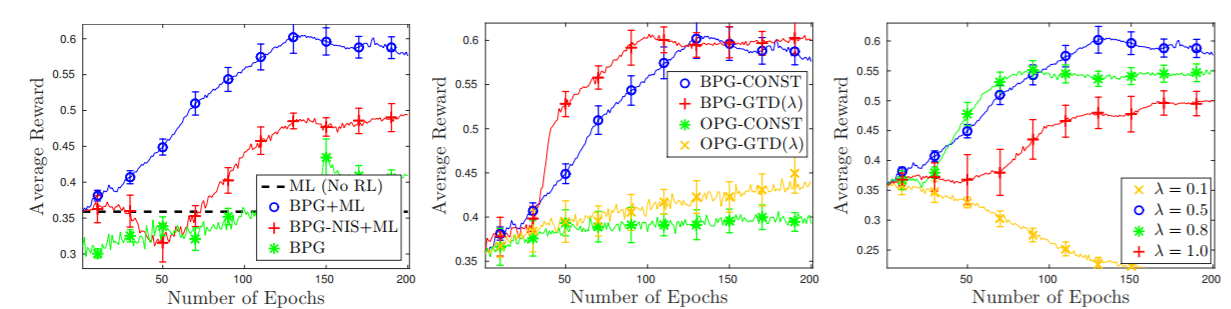 0.6
0.55
0.5
0.45
0.4
0.35
0.3
Average Reward
50
100
150
200
Number of Epochs
ML (No RL)
BPG+ML
BPG-NIS+ML
BPG
0.6
0.5
0.45
0.4
0.35
Average Reward
50
100
150
200
Number of Epochs
BPG-CONST
BPG-GTD(λ)
OPG-CONST
OPG-GTD(λ)
0.6
0.55
0.5
0.45
0.4
0.35
0.3
0.25
Average Reward
50
100
150
200
Number of Epochs
λ = 0.1
λ = 0.5
λ = 0.8
λ = 1.0